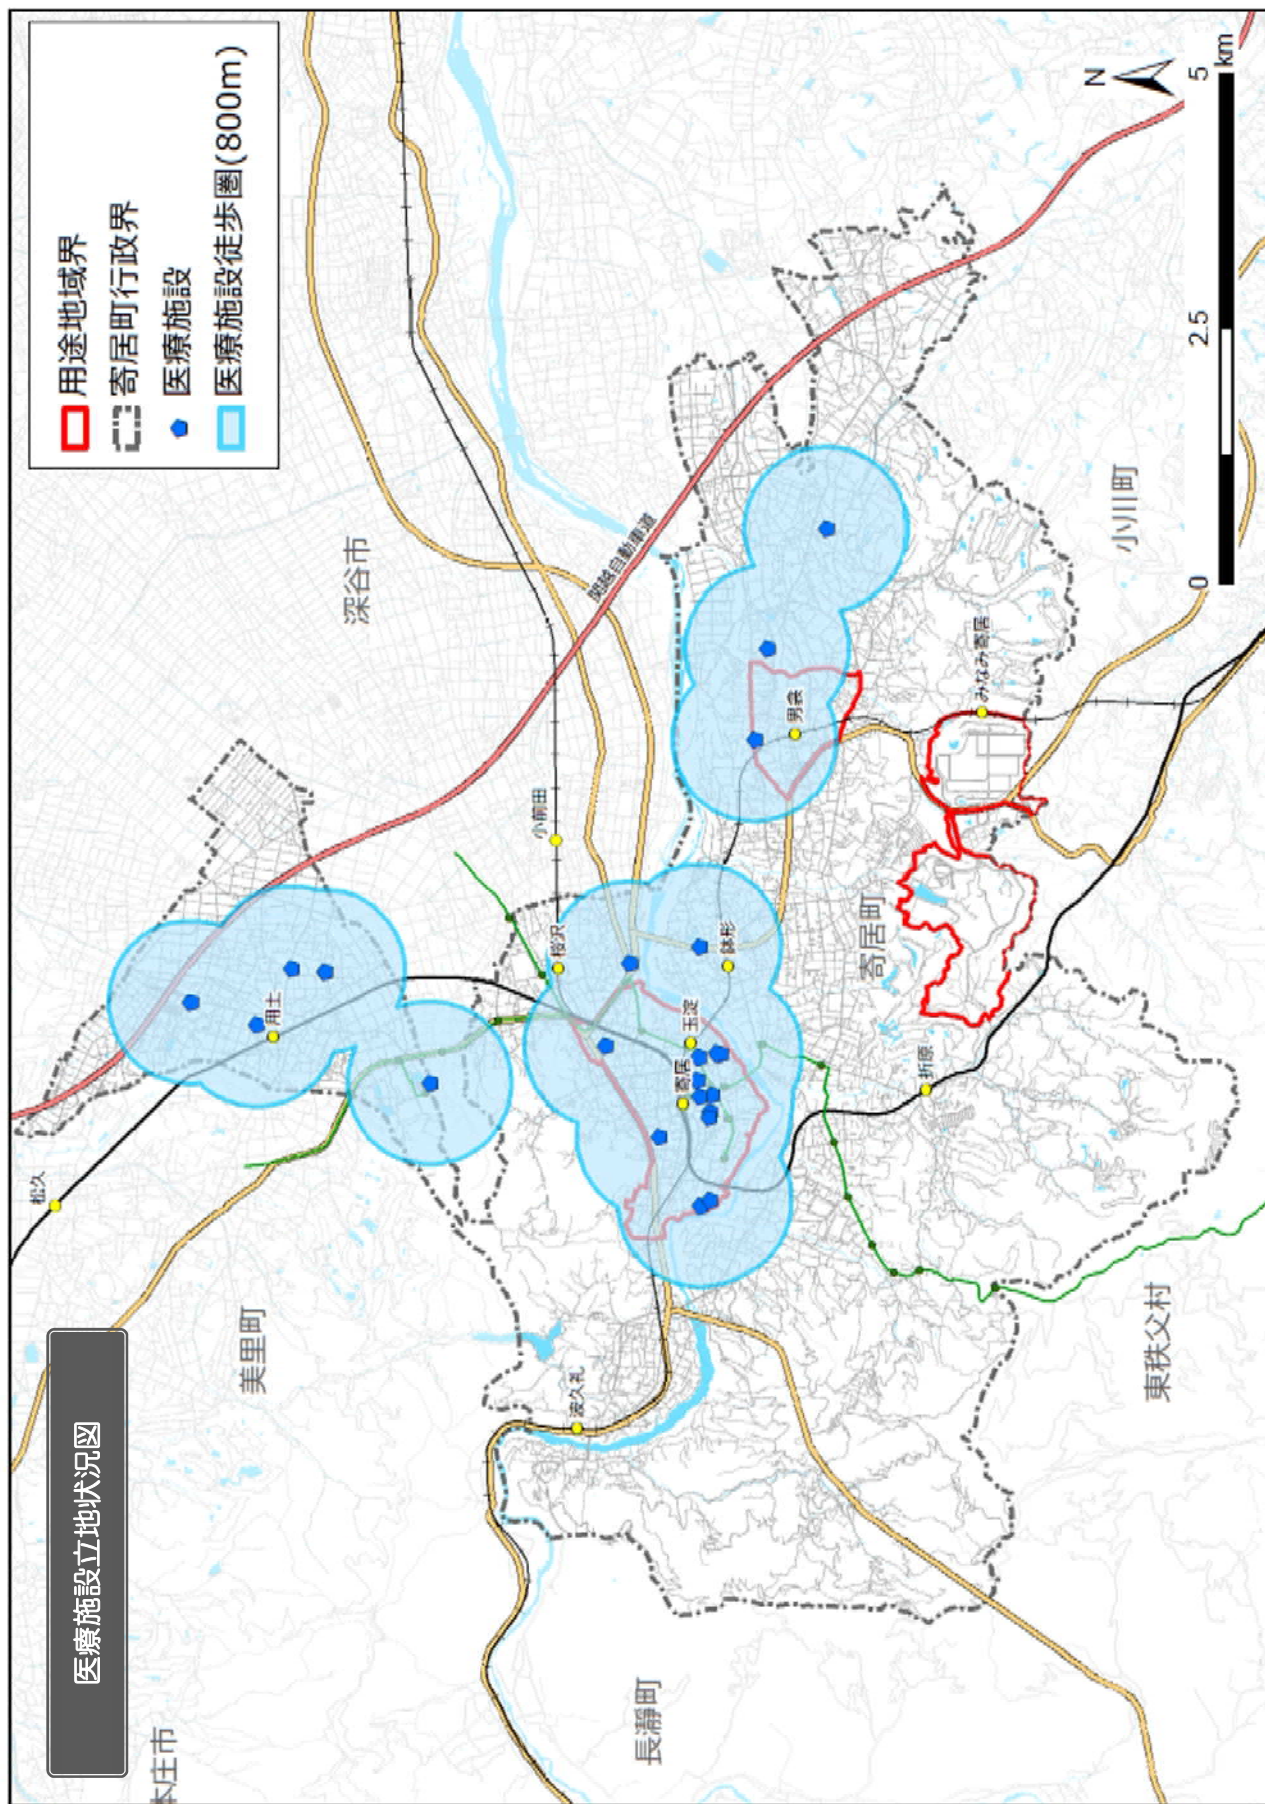 医療施設立地状況図
用途地域界
寄居町行政界
医療施設
医療施設徒歩圏(800m)
本庄市
美里町
深谷市
長瀞町
寄居町
東秩父村
小川町
松久
用土
小前田
桜沢
波久礼
寄居
玉淀
鉢形
男衾
折原
みなみ寄居
関越自動車道
N
0 2.5 5
km